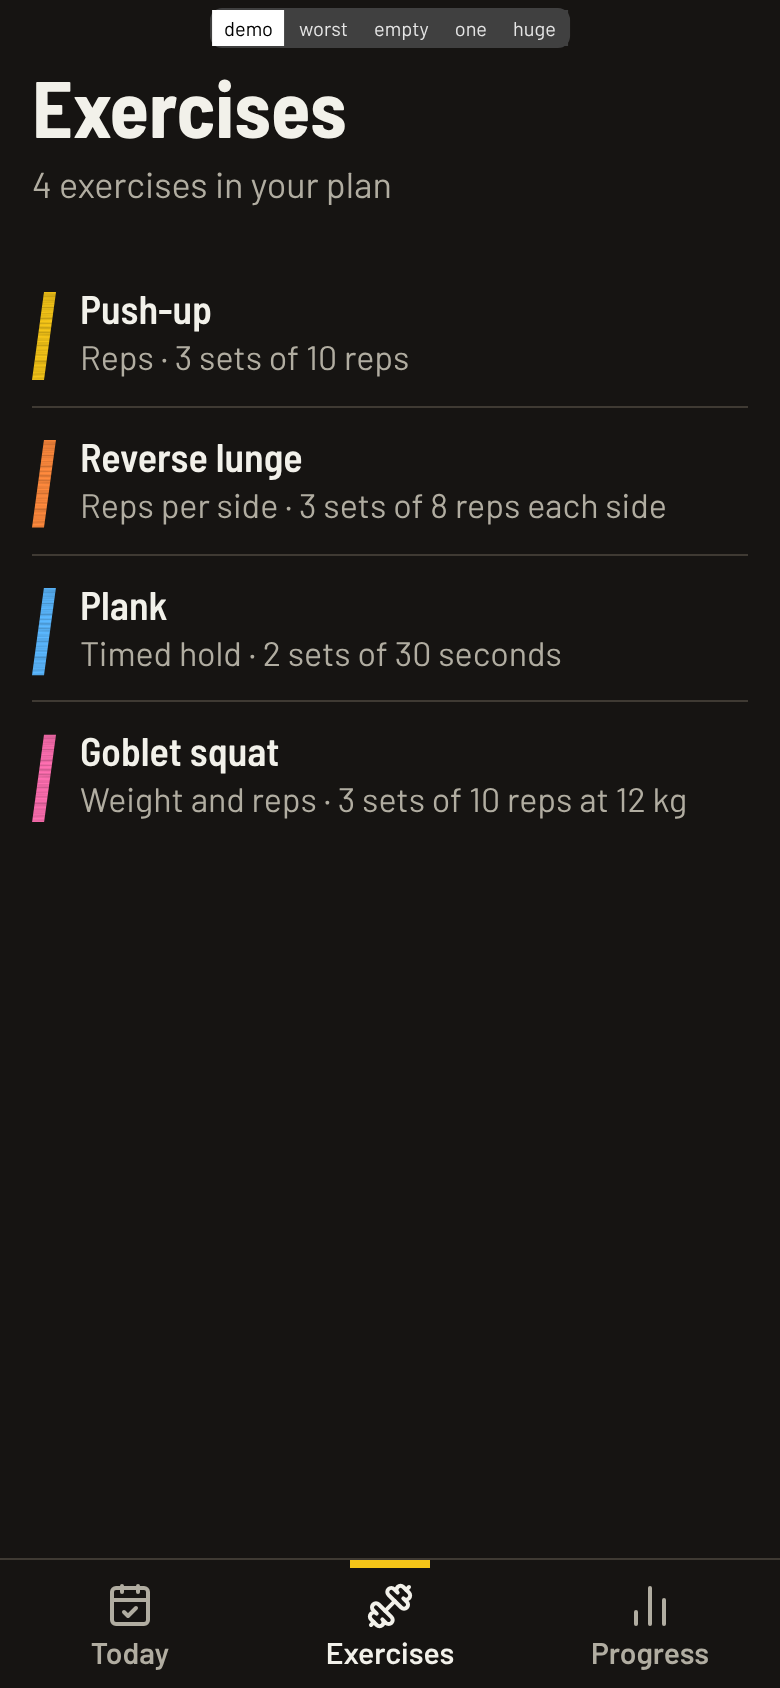 demo worst empty one huge
Exercises
4 exercises in your plan
Push-up
Reps · 3 sets of 10 reps
Reverse lunge
Reps per side · 3 sets of 8 reps each side
Plank
Timed hold · 2 sets of 30 seconds
Goblet squat
Weight and reps · 3 sets of 10 reps at 12 kg
Today Exercises Progress